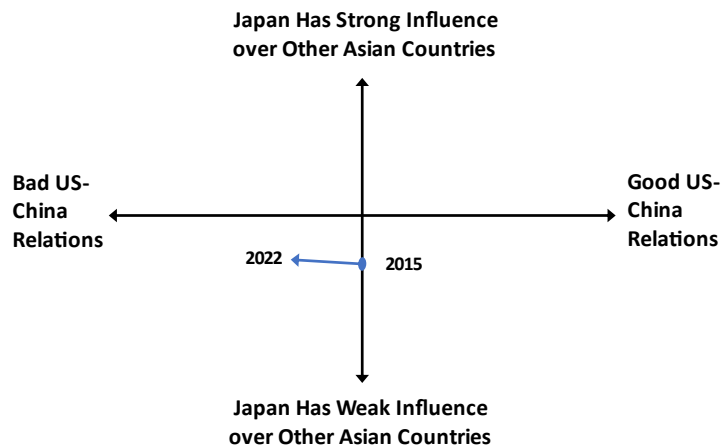 Japan Has Strong Influence
over Other Asian Countries
Bad US-
China
Relations
Good US-
China
Relations
2022
2015
Japan Has Weak Influence
over Other Asian Countries